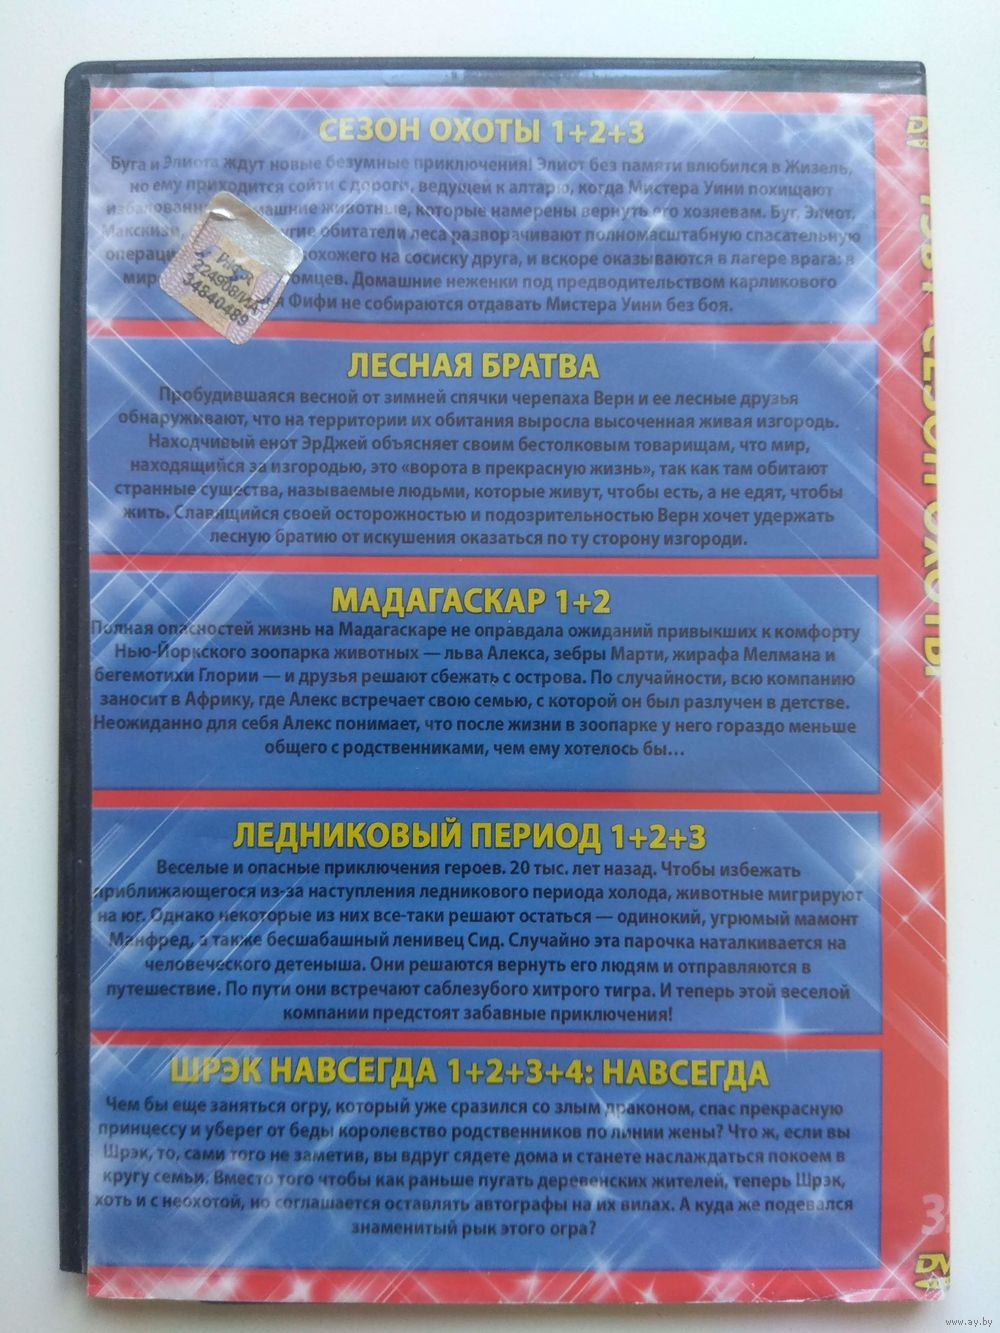 СЕЗОН ОХОТЫ 1+2+3
Буга и Элиота ждут новые безумные приключения! Элиот без памяти влюбился в Жизель,
но ему приходится сойти с дороги, ведущей к алтарю, когда Мистера Уини похищают
машние животные, которые намерены вернуть его хозяевам. Буг, Элиот,
угие обитатели леса разворачивают полномасштабную спасательную
операци охожего на сосиску друга, и вскоре оказываются в лагере врага: в
мир омцев. Домашние неженки под предводительством карликового
я Фифи не собираются отдавать Мистера Уини без боя.
224908/ИА
34840489
ЛЕСНАЯ БРАТВА
Пробудившаяся весной от зимней спячки черепаха Верн и ее лесные друзья
обнаруживают, что на территории их обитания выросла высоченная живая изгородь.
Находчивый енот ЭрДжей объясняет своим бестолковым товарищам, что мир,
находящийся за изгородью, это «ворота в прекрасную жизнь», так как там обитают
странные существа, называемые людьми, которые живут, чтобы есть, а не едят, чтобы
жить. Славящийся своей осторожностью и подозрительностью Верн хочет удержать
лесную братию от искушения оказаться по ту сторону изгороди.
МАДАГАСКАР 1+2
Полная опасностей жизнь на Мадагаскаре не оправдала ожиданий привыкших к комфорту
Нью-Йоркского зоопарка животных — льва Алекса, зебры Марти, жирафа Мелмана и
бегемотихи Глории — и друзья решают сбежать с острова. По случайности, всю компанию
заносит в Африку, где Алекс встречает свою семью, с которой он был разлучен в детстве.
Неожиданно для себя Алекс понимает, что после жизни в зоопарке у него гораздо меньше
общего с родственниками, чем ему хотелось бы...
ЛЕДНИКОВЫЙ ПЕРИОД 1+2+3
Веселые и опасные приключения героев. 20 тыс. лет назад. Чтобы избежать
приближающегося из-за наступления ледникового периода холода, животные мигрируют
на юг. Однако некоторые из них все-таки решают остаться — одинокий, угрюмый мамонт
Манфред, а также бесшабашный ленивец Сид. Случайно эта парочка наталкивается на
человеческого детеныша. Они решаются вернуть его людям и отправляются в
путешествие. По пути они встречают саблезубого хитрого тигра. И теперь этой веселой
компании предстоят забавные приключения!
ШРЭК НАВСЕГДА 1+2+3+4: НАВСЕГДА
Чем бы еще заняться огру, который уже сразился со злым драконом, спас прекрасную
принцессу и уберег от беды королевство родственников по линии жены? Что ж, если вы
Шрэк, то, сами того не заметив, вы вдруг сядете дома и станете наслаждаться покоем в
кругу семьи. Вместо того чтобы как раньше пугать деревенских жителей, теперь Шрэк,
хоть и с неохотой, но соглашается оставлять автографы на их вилах. А куда же подевался
знаменитый рык этого огра?
СЕЗОН ОХОТЫ
3
www.ay.by